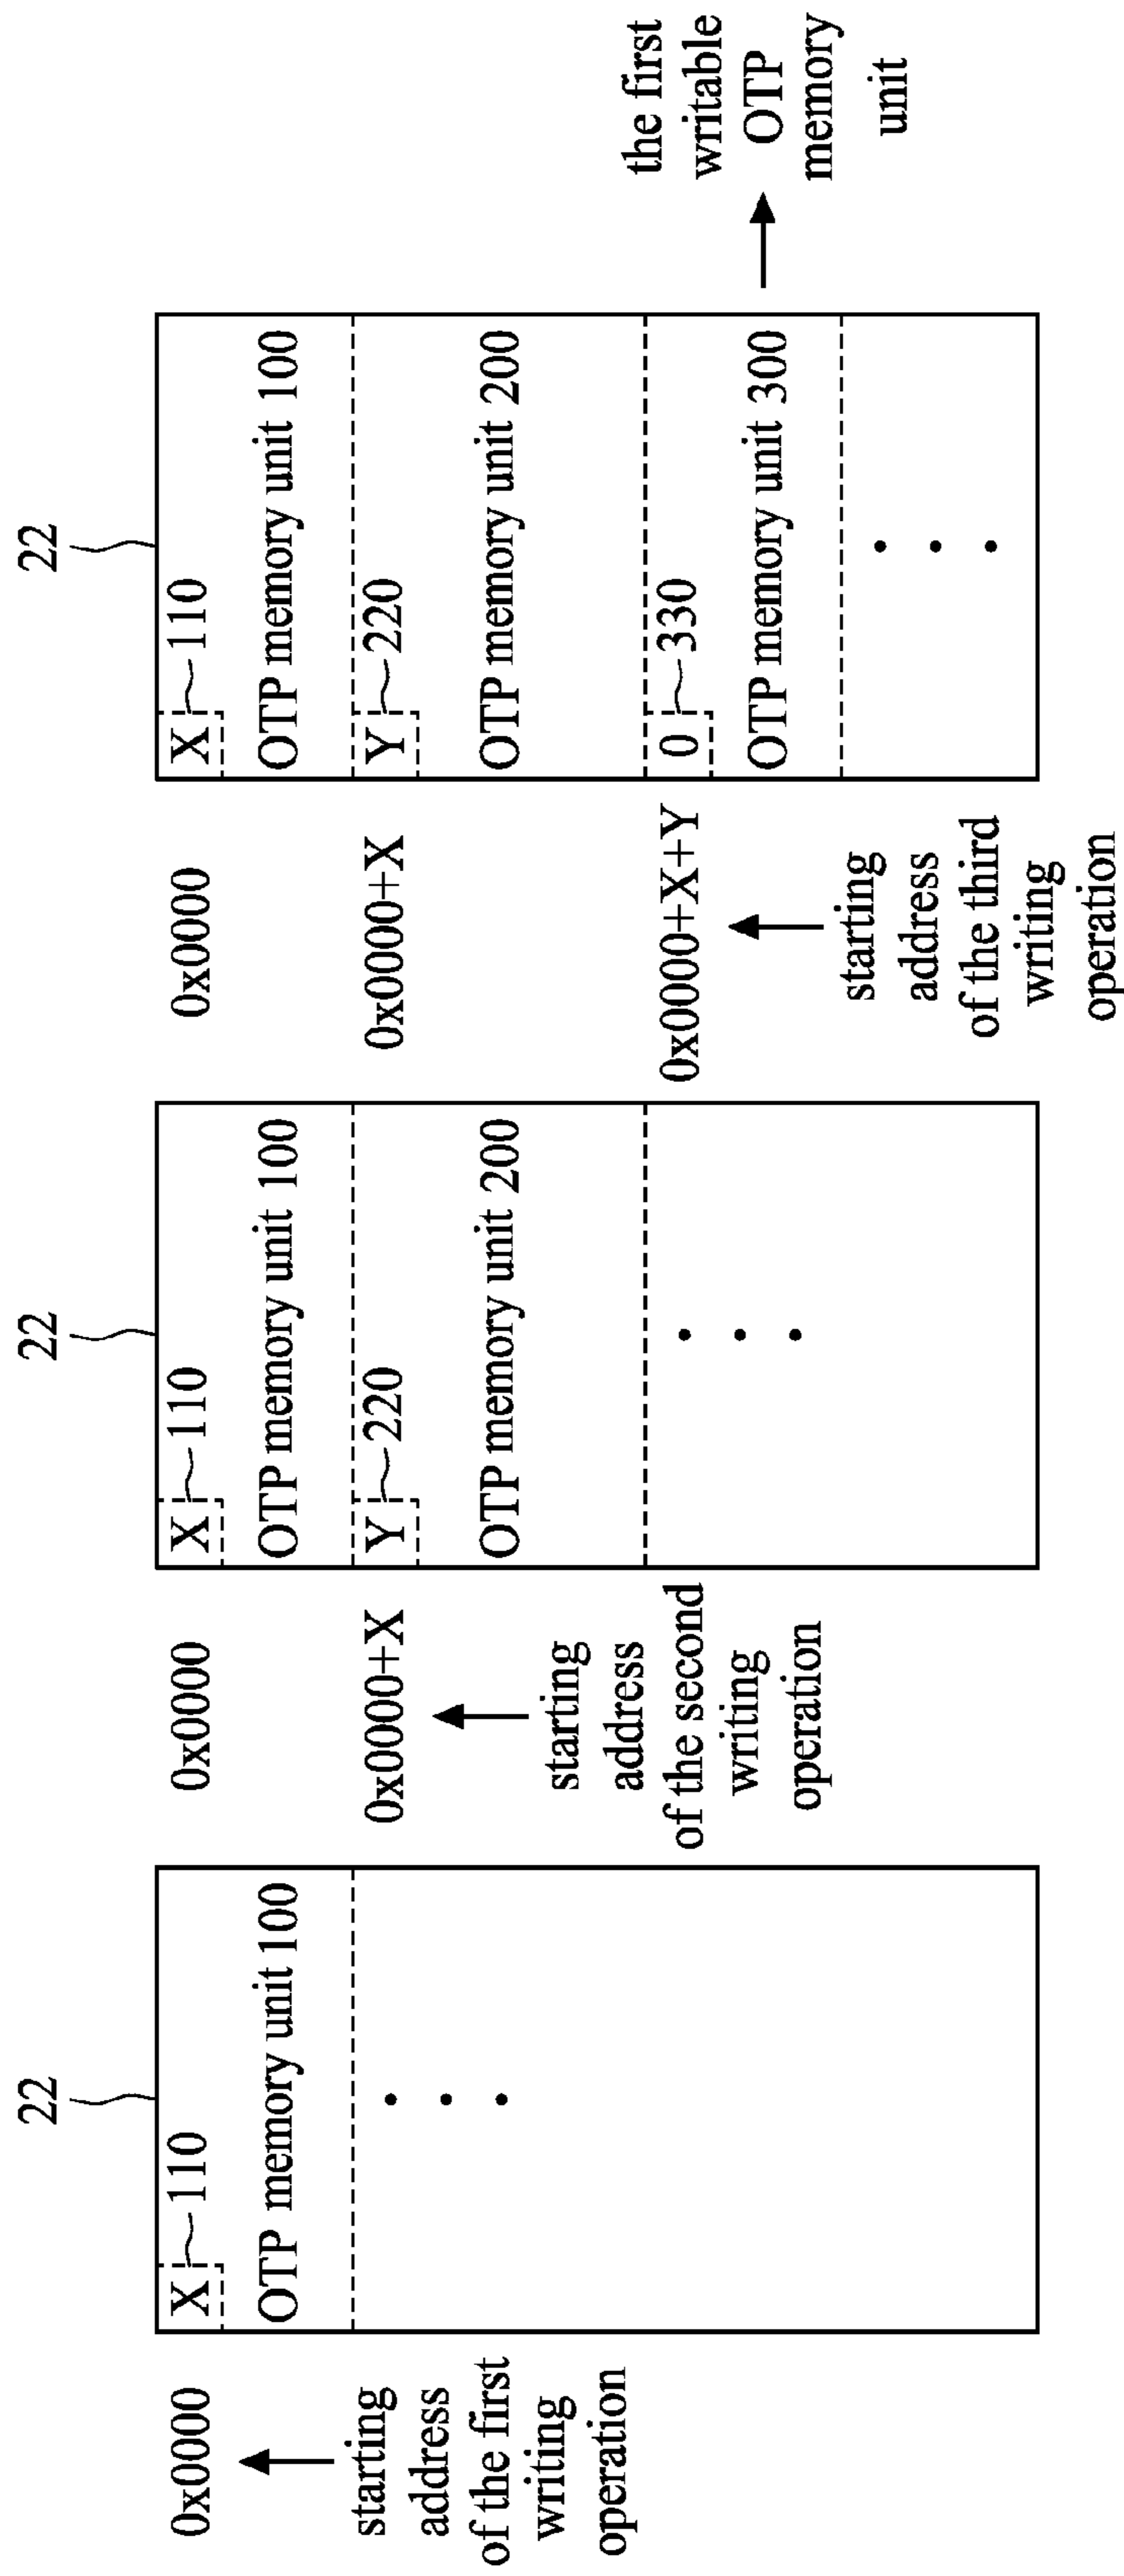 22
0x0000
starting
address
of the first
writing
operation
X 110
OTP memory unit 100
22
0x0000
0x0000+X
starting
address
of the second
writing
operation
X 110
OTP memory unit 100
Y 220
OTP memory unit 200
22
0x0000
0x0000+X
0x0000+X+Y
starting
address
of the third
writing
operation
X 110
OTP memory unit 100
Y 220
OTP memory unit 200
0 330
OTP memory unit 300
the first
writable
OTP
memory
unit